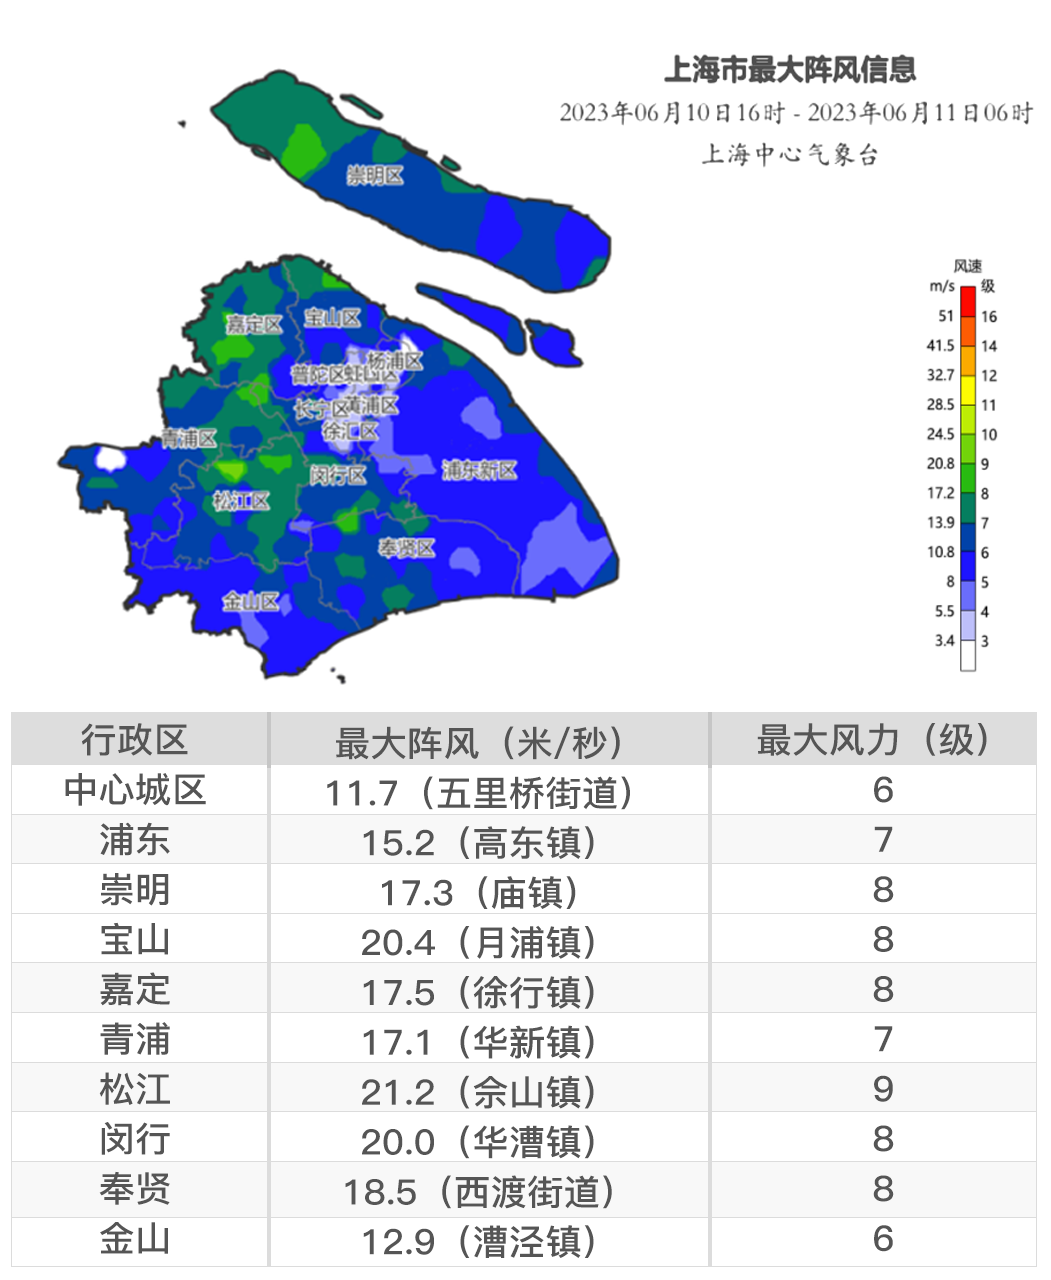 上海市最大阵风信息
2023年06月10日16时 - 2023年06月11日06时
上海中心气象台
崇明区
嘉定区
宝山区
杨浦区
普陀区
虹口区
长宁区
黄浦区
徐汇区
青浦区
闵行区
浦东新区
松江区
奉贤区
金山区
风速
m/s 级
51 16
41.5 14
32.7 12
28.5 11
24.5 10
20.8 9
17.2 8
13.9 7
10.8 6
8 5
5.5 4
3.4 3
行政区 最大阵风（米/秒） 最大风力（级）
中心城区 11.7（五里桥街道） 6
浦东 15.2（高东镇） 7
崇明 17.3（庙镇） 8
宝山 20.4（月浦镇） 8
嘉定 17.5（徐行镇） 8
青浦 17.1（华新镇） 7
松江 21.2（佘山镇） 9
闵行 20.0（华漕镇） 8
奉贤 18.5（西渡街道） 8
金山 12.9（漕泾镇） 6